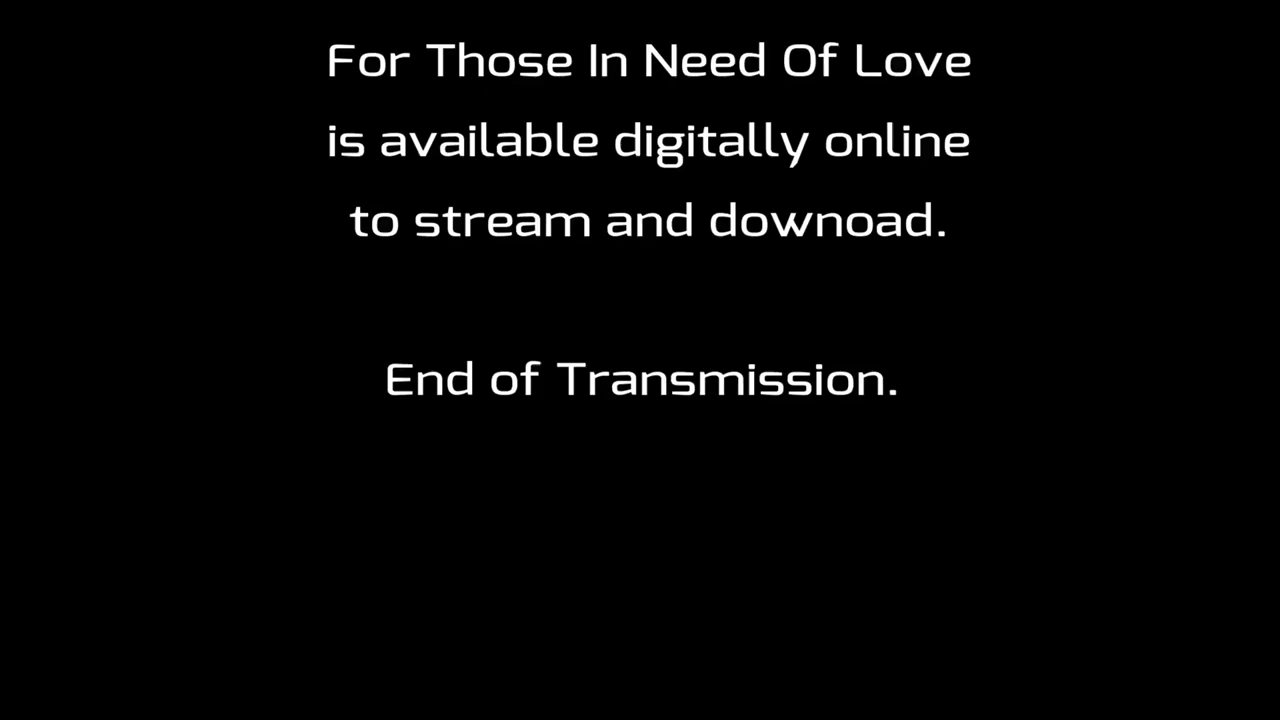 For Those In Need Of Love
is available digitally online
to stream and downoad.
End of Transmission.